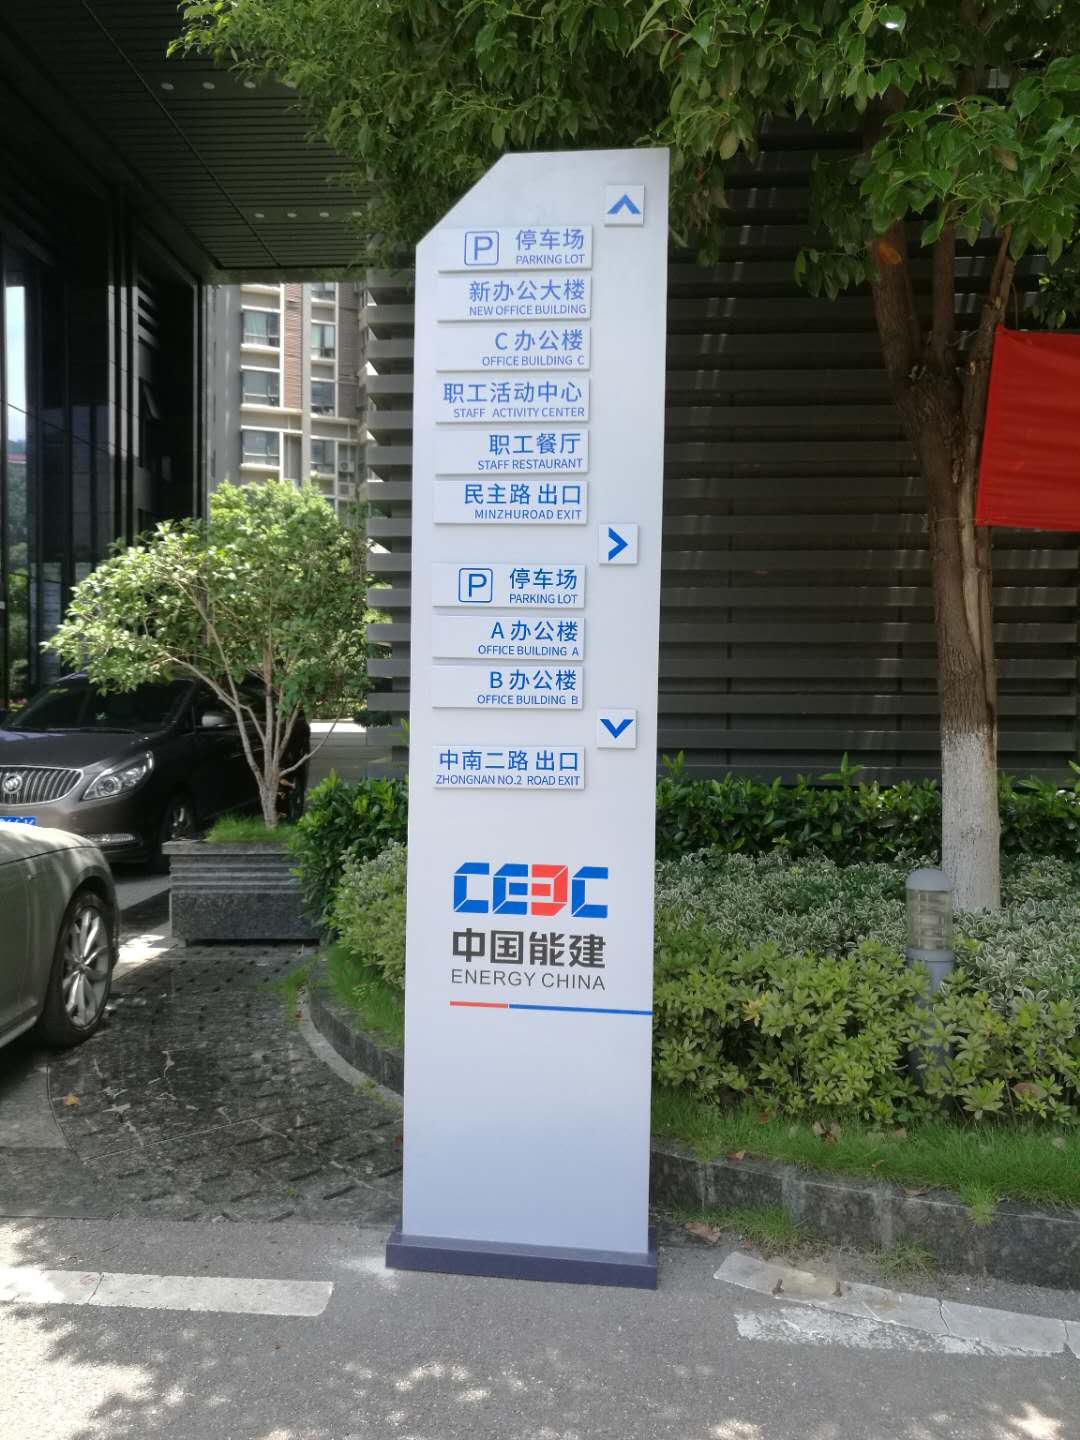 P 停车场
PARKING LOT
新办公大楼
NEW OFFICE BUILDING
C 办公楼
OFFICE BUILDING C
职工活动中心
STAFF ACTIVITY CENTER
职工餐厅
STAFF RESTAURANT
民主路 出口
MINZHUROAD EXIT
P 停车场
PARKING LOT
A 办公楼
OFFICE BUILDING A
B 办公楼
OFFICE BUILDING B
中南二路 出口
ZHONGNAN NO.2 ROAD EXIT
CEEC
中国能建
ENERGY CHINA